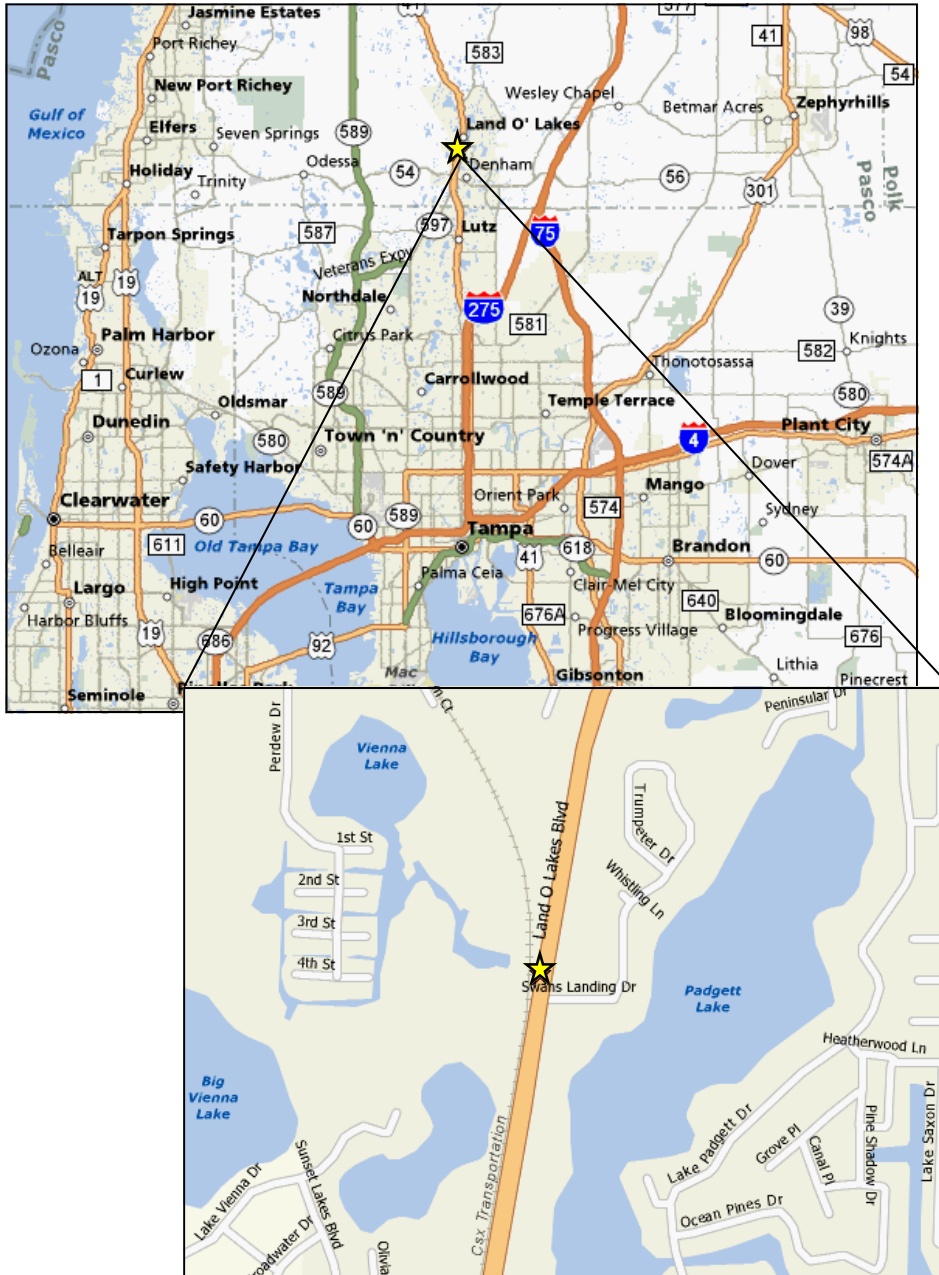 Jasmine Estates
41
583
577
41
98
Pasco
Port Richey
54
New Port Richey
Wesley Chapel
Betmar Acres
Zephyrhills
Gulf of
Mexico
Elfers
Seven Springs
589
Land O' Lakes
Holiday
Trinity
Odessa
54
Denham
56
301
Pasco
Polk
Tarpon Springs
587
597
Lutz
75
Veterans Expy
ALT
19
19
Northdale
275
581
39
Palm Harbor
Citrus Park
Knights
Ozona
582
Thonotosassa
1
Curlew
589
Carrollwood
580
Oldsmar
Temple Terrace
Dunedin
580
Town 'n' Country
4
Plant City
Safety Harbor
Dover
574A
Mango
Orient Park
Clearwater
60
60
589
574
Sydney
Tampa
611
Old Tampa Bay
41
618
Brandon
60
Belleair
Palma Ceia
Largo
High Point
Tampa
Bay
Clair-Mel City
640
Harbor Bluffs
676A
Bloomingdale
19
686
92
Hillsborough
Bay
Progress Village
676
Mac
Gibsonton
Lithia
Pinecrest
Seminole
Perdew Dr
Ct
Peninsular Dr
Vienna
Lake
Land O Lakes Blvd
Trumpeter Dr
1st St
Whistling Ln
2nd St
3rd St
4th St
Swans Landing Dr
Padgett
Lake
Heatherwood Ln
Big
Vienna
Lake
Lake Padgett Dr
Grove Pl
Canal Pl
Pine Shadow Dr
Lake Saxon Dr
Csx Transportation
Sunset Lakes Blvd
Lake Vienna Dr
Ocean Pines Dr